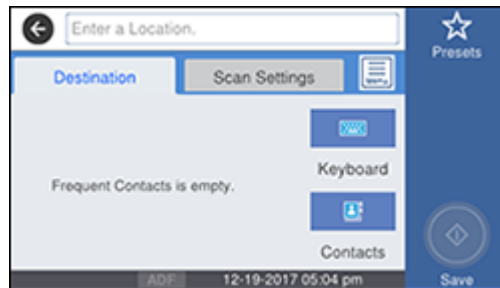 Enter a Location.
Presets
Destination
Scan Settings
Keyboard
Frequent Contacts is empty.
Contacts
ADF
12-19-2017 05:04 pm
Save